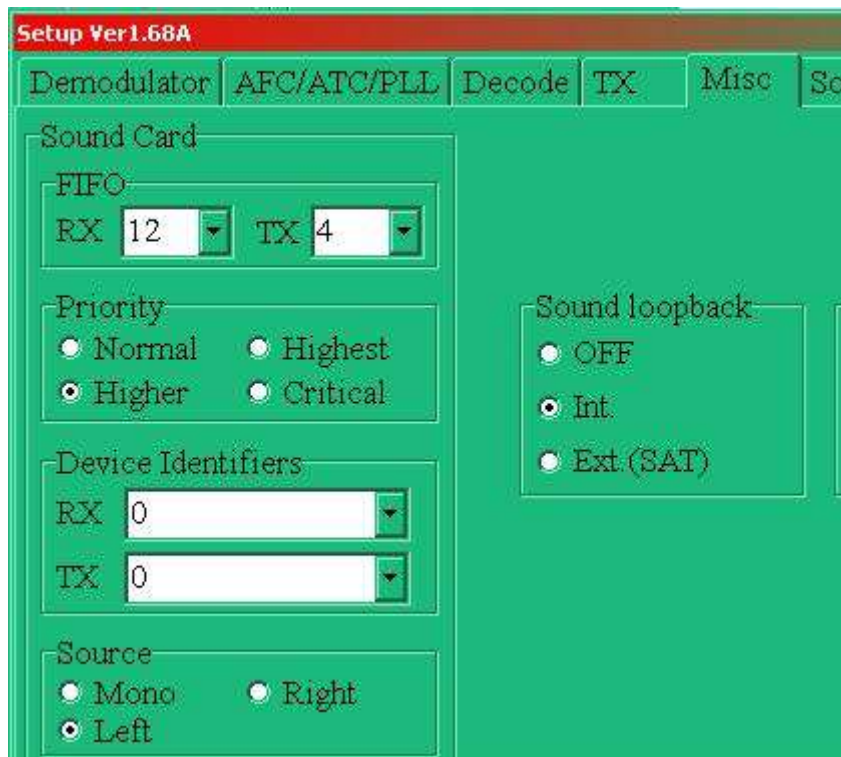 Setup Ver1.68A
Demodulator AFC/ATC/PLL Decode TX Misc So
Sound Card
FIFO
RX 12 TX 4
Priority
Normal Highest
Higher Critical
Sound loopback
OFF
Int.
Ext.(SAT)
Device Identifiers
RX 0
TX 0
Source
Mono Right
Left